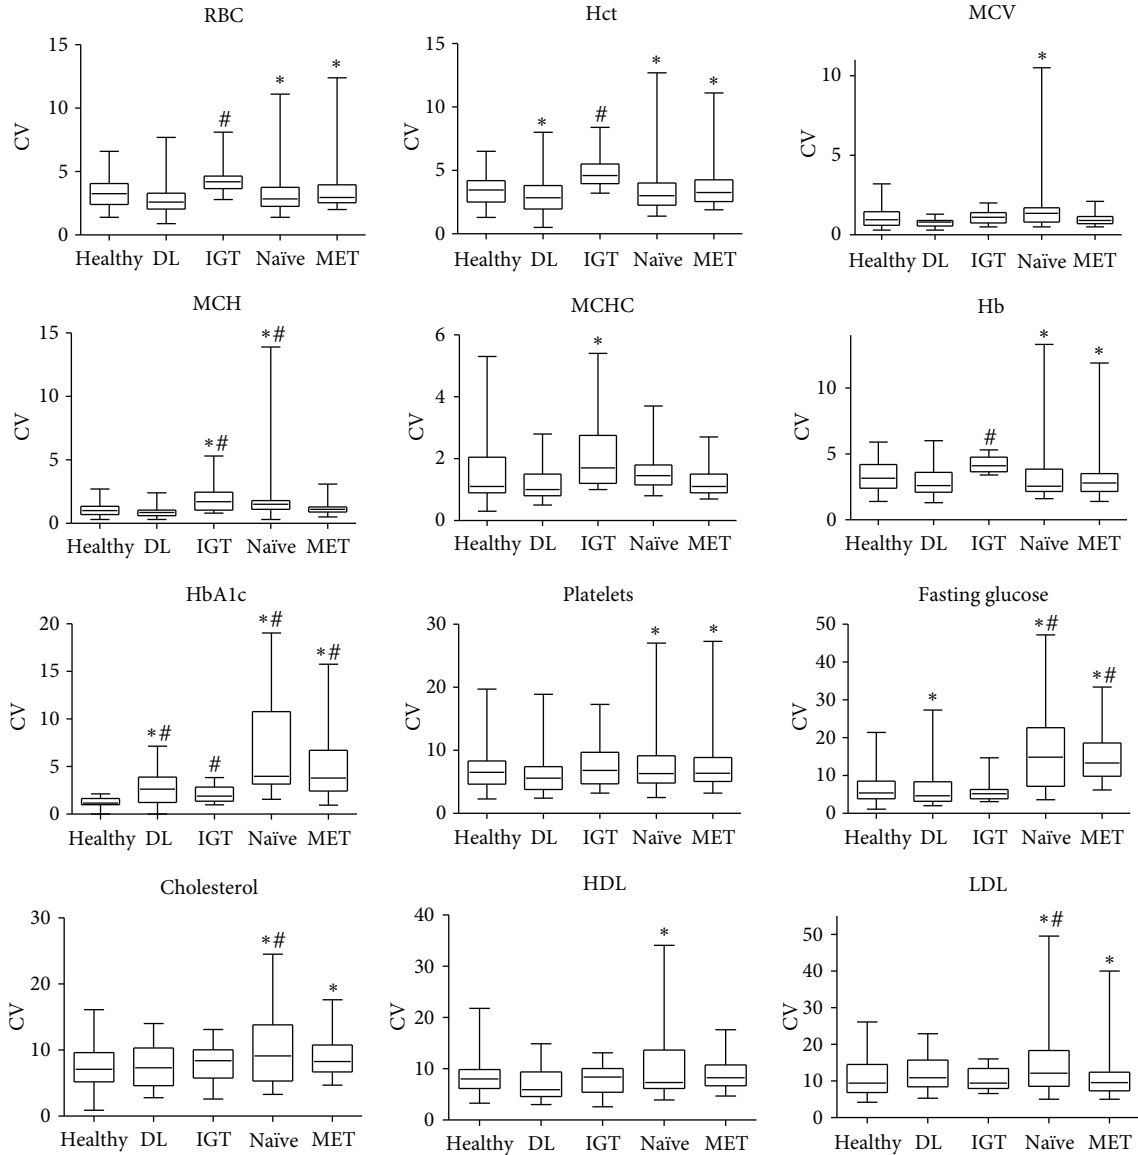 RBC
15
10
5
0
CV
#
*
*
Healthy DL IGT Naïve MET
Hct
15
10
5
0
CV
*
#
*
*
Healthy DL IGT Naïve MET
MCV
10
5
0
CV
*
Healthy DL IGT Naïve MET
MCH
15
10
5
0
CV
*#
*#
Healthy DL IGT Naïve MET
MCHC
6
4
2
0
CV
*
Healthy DL IGT Naïve MET
Hb
10
5
0
CV
#
*
*
Healthy DL IGT Naïve MET
HbA1c
20
15
10
5
0
CV
*#
#
*#
*#
Healthy DL IGT Naïve MET
Platelets
30
20
10
0
CV
*
*
Healthy DL IGT Naïve MET
Fasting glucose
50
40
30
20
10
0
CV
*
*#
*#
Healthy DL IGT Naïve MET
Cholesterol
30
20
10
0
CV
*#
*
Healthy DL IGT Naïve MET
HDL
40
30
20
10
0
CV
*
Healthy DL IGT Naïve MET
LDL
50
40
30
20
10
0
CV
*#
*
Healthy DL IGT Naïve MET